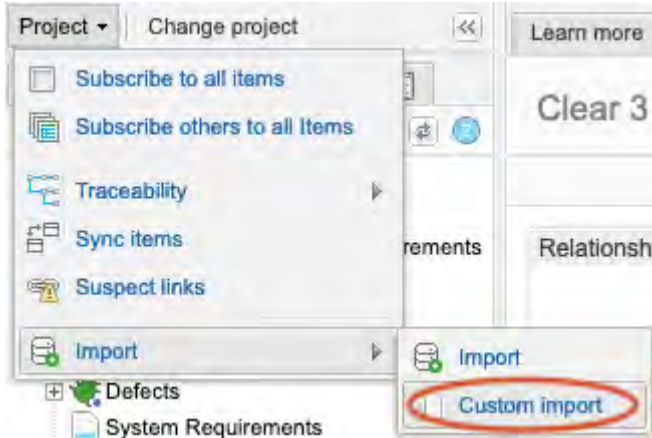 Project Change project
Learn more
Subscribe to all items
Subscribe others to all Items
Clear 3
Traceability
Sync items
rements
Relationsh
Suspect links
Import
Import
Custom import
Defects
System Requirements